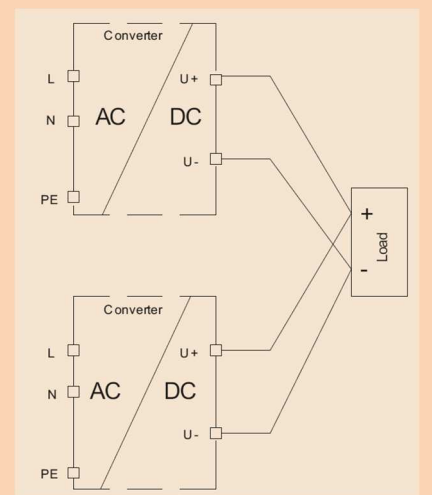 Converter
L
U+
N
AC
DC
U-
PE
+
Load
-
Converter
L
U+
N
AC
DC
U-
PE